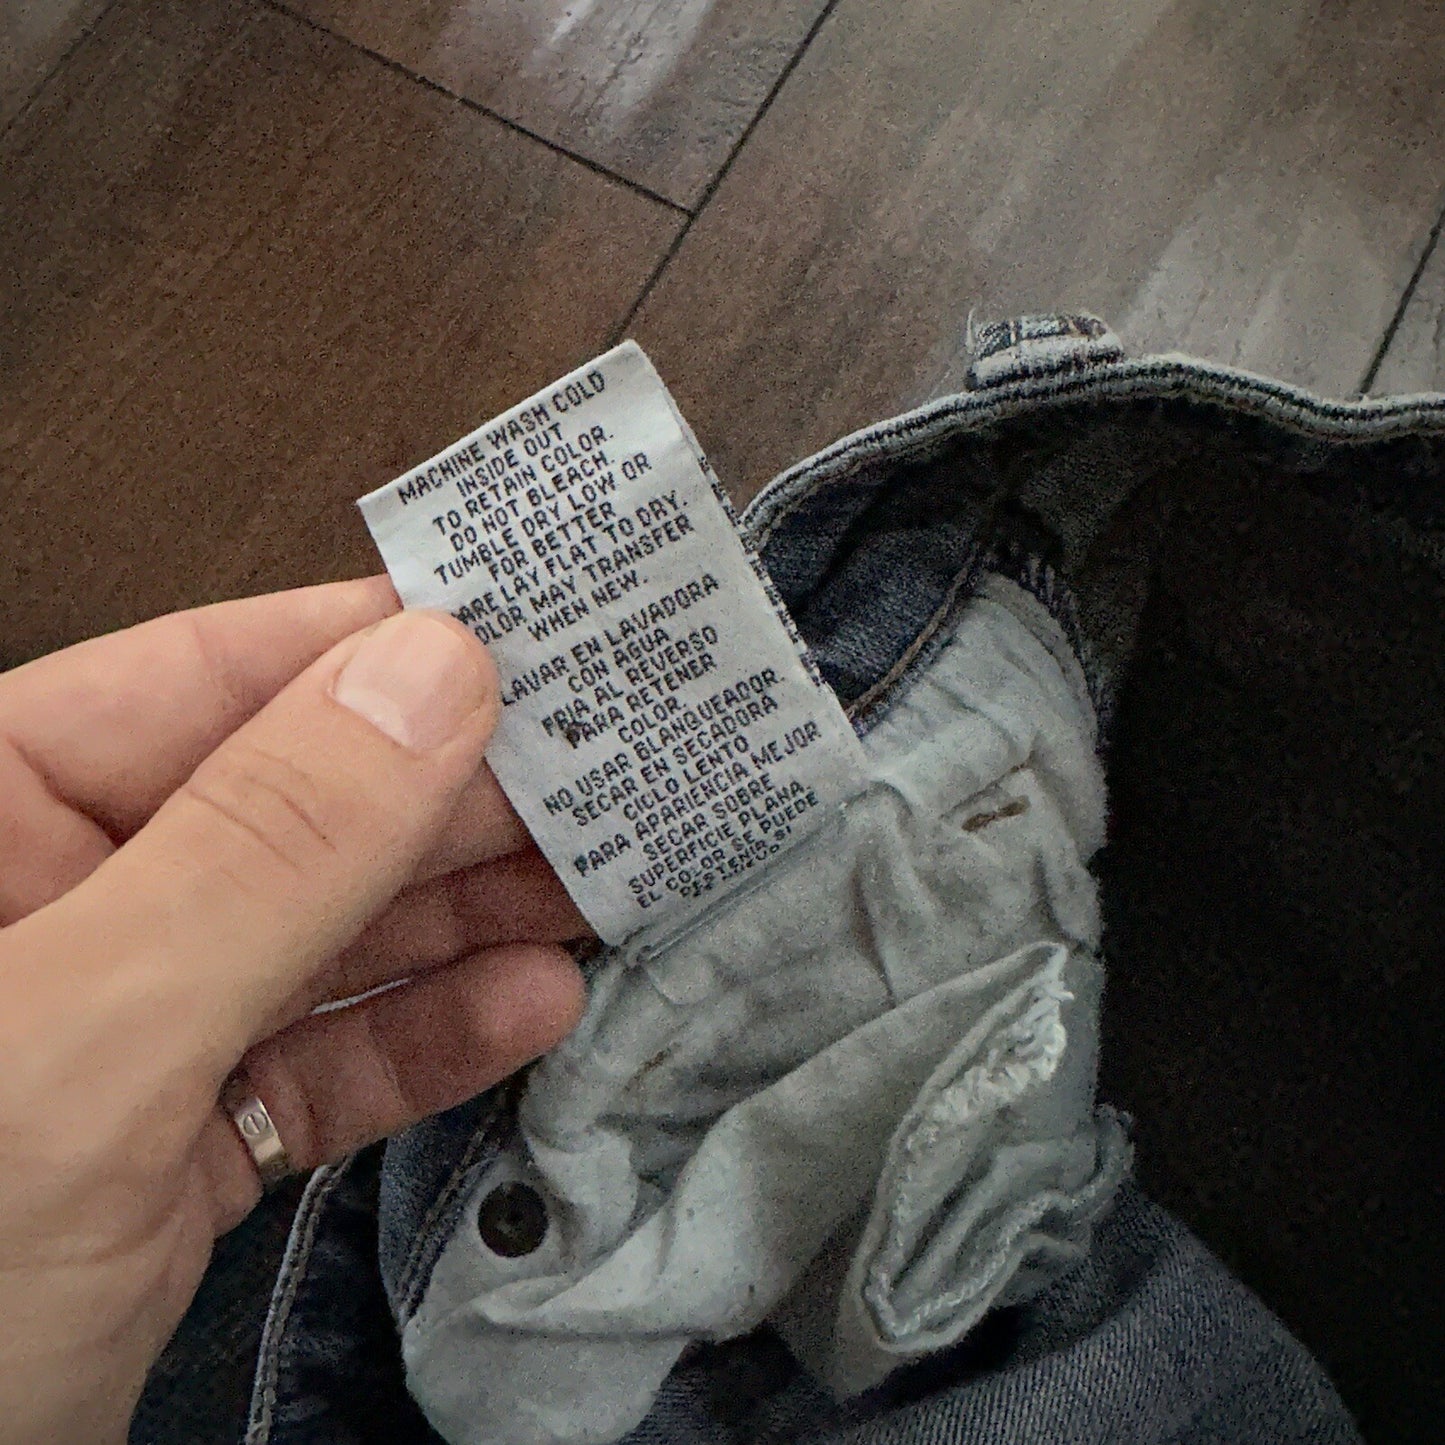 MACHINE WASH COLD
INSIDE OUT
TO RETAIN COLOR.
DO NOT BLEACH.
TUMBLE DRY LOW OR
FOR BETTER
LAY FLAT TO DRY.
MAY TRANSFER
WHEN NEW.
LAVAR EN LAVADORA
CON AGUA
FRIA AL REVERSO
PARA RETENER
COLOR.
NO USAR BLANQUEADOR.
SECAR EN SECADORA
CICLO LENTO
PARA APARIENCIA MEJOR
SECAR SOBRE
SUPERFICIE PLANA.
EL COLOR SE PUEDE
SI